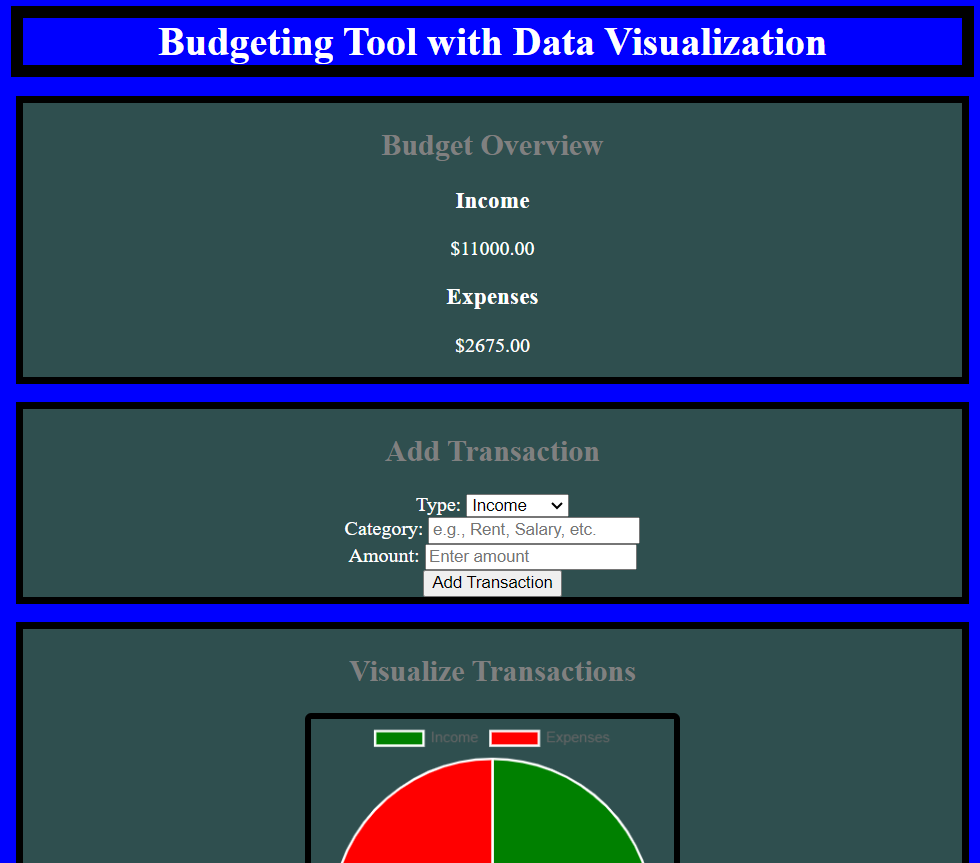 Budgeting Tool with Data Visualization
Budget Overview
Income
$11000.00
Expenses
$2675.00
Add Transaction
Type: Income
Category: e.g., Rent, Salary, etc.
Amount: Enter amount
Add Transaction
Visualize Transactions
Income Expenses